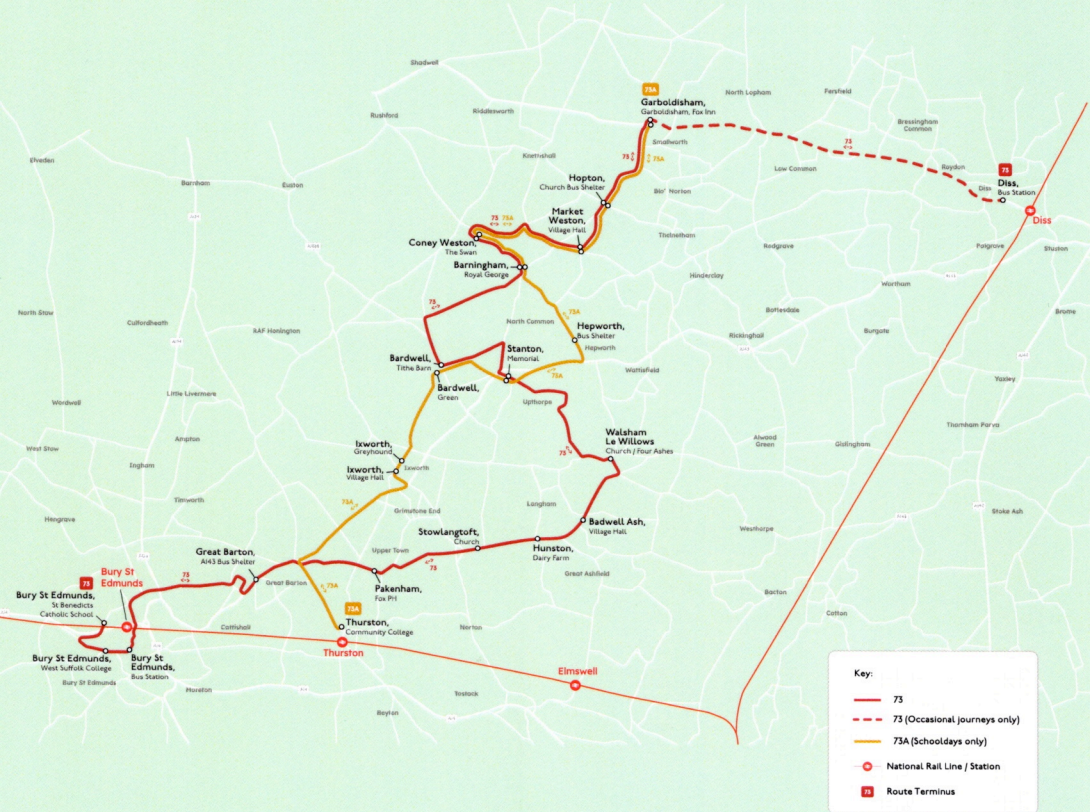 Shadwell
73A
Garboldisham,
Garboldisham, Fox Inn
North Lopham
Fersfield
Rushford
Riddlesworth
Bressingham
Common
Smallworth
73
73
73A
Elveden
Knettishall
Low Common
Roydon
73
Diss,
Bus Station
Diss
Diss
Barnham
Euston
Hopton,
Church Bus Shelter
Blo' Norton
Market
Weston,
Village Hall
73 73A
Coney Weston,
The Swan
Thelnetham
Redgrave
Palgrave
Stuston
Barningham,
Royal George
Hinderclay
Wortham
73
North Stow
Culfordheath
RAF Honington
North Common
73A
Hepworth,
Bus Shelter
Hepworth
Botesdale
Rickinghall
Burgate
Brome
Bardwell,
Tithe Barn
Stanton,
Memorial
73A
Wattisfield
Yaxley
Bardwell,
Green
Little Livermere
Wordwell
Upthorpe
Ampton
West Stow
Ingham
Ixworth,
Greyhound
Ixworth,
Village Hall
Ixworth
73
Walsham
Le Willows
Church / Four Ashes
Alwood
Green
Gislingham
Thornham Parva
Timworth
73A
Grimstone End
Langham
Badwell Ash,
Village Hall
Westhorpe
Stoke Ash
Hengrave
Great Barton,
A143 Bus Shelter
Upper Town
Stowlangtoft,
Church
Hunston,
Dairy Farm
73
Great Barton
Pakenham,
Fox PH
Great Ashfield
Bacton
Cotton
Bury St
Edmunds
73
73
Bury St Edmunds,
St Benedicts
Catholic School
73A
73A
Thurston,
Community College
Cattishall
Norton
Thurston
Bury St Edmunds,
West Suffolk College
Bury St
Edmunds,
Bus Station
Bury St Edmunds
Moreton
Elmswell
Tostock
Beyton
Key:
73
73 (Occasional journeys only)
73A (Schooldays only)
National Rail Line / Station
73
Route Terminus